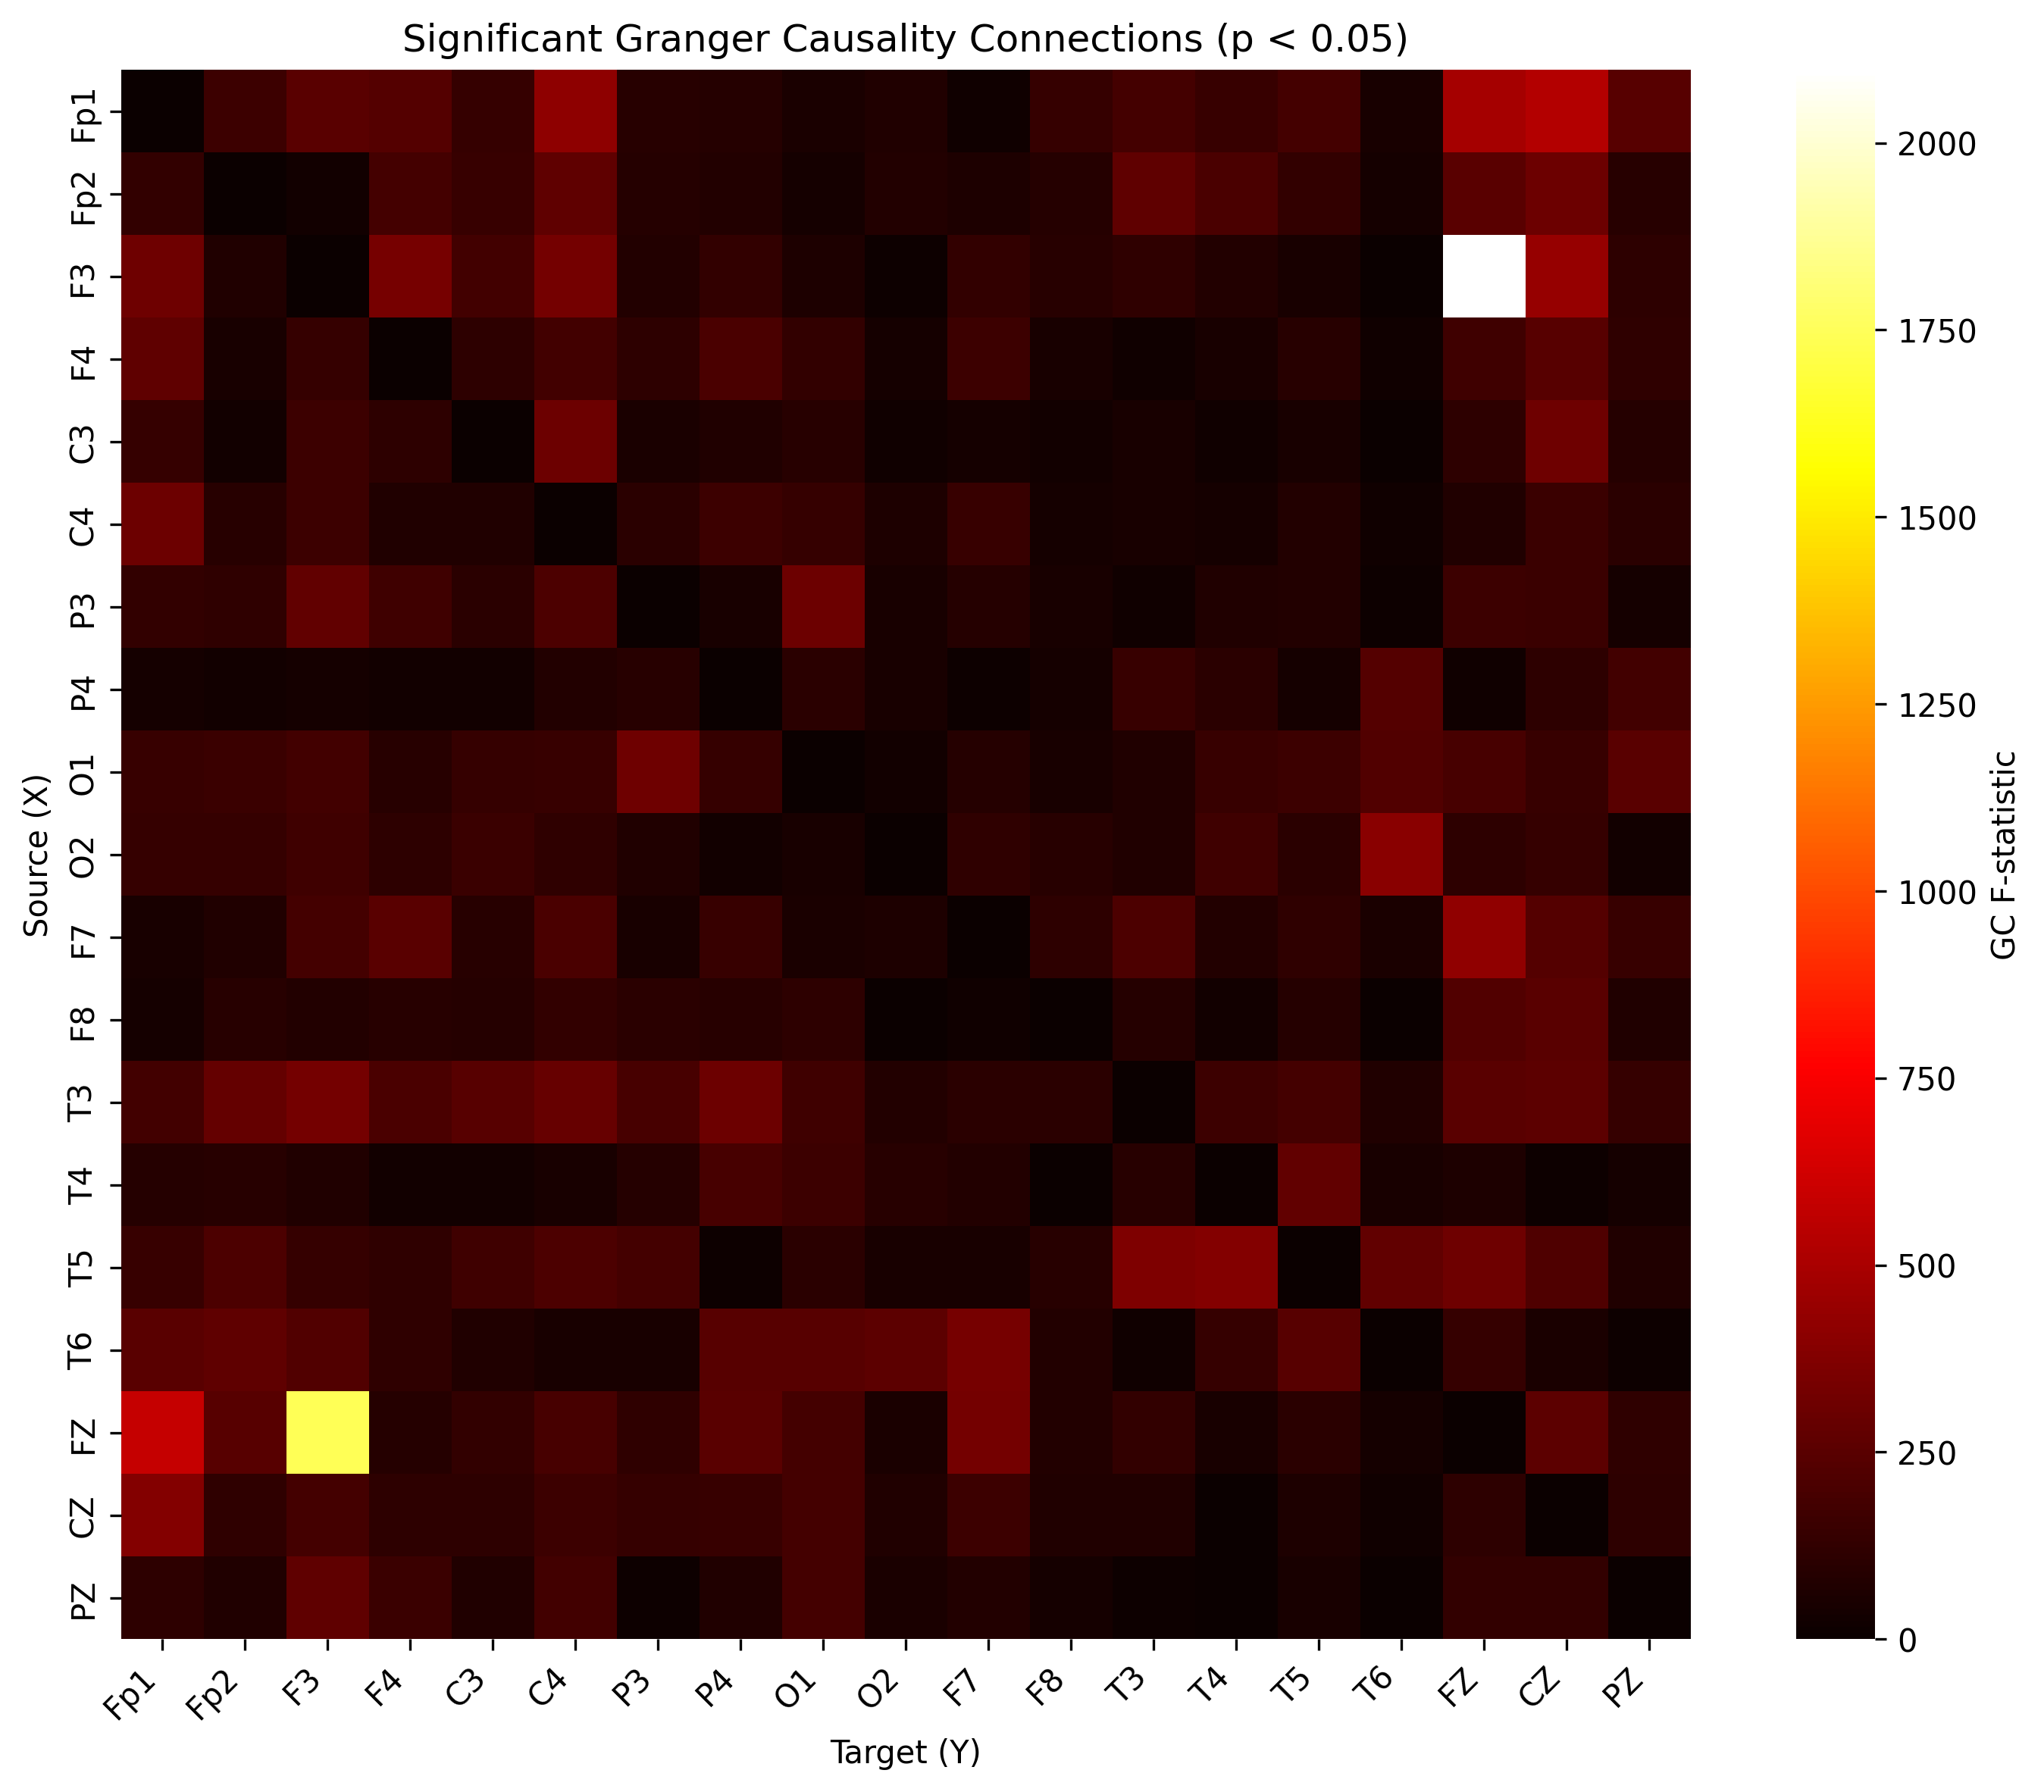 Significant Granger Causality Connections (p < 0.05)
Source (X)
Fp1
Fp2
F3
F4
C3
C4
P3
P4
O1
O2
F7
F8
T3
T4
T5
T6
FZ
CZ
PZ
Fp1 Fp2 F3 F4 C3 C4 P3 P4 O1 O2 F7 F8 T3 T4 T5 T6 FZ CZ PZ
Target (Y)
2000
1750
1500
1250
1000
750
500
250
0
GC F-statistic